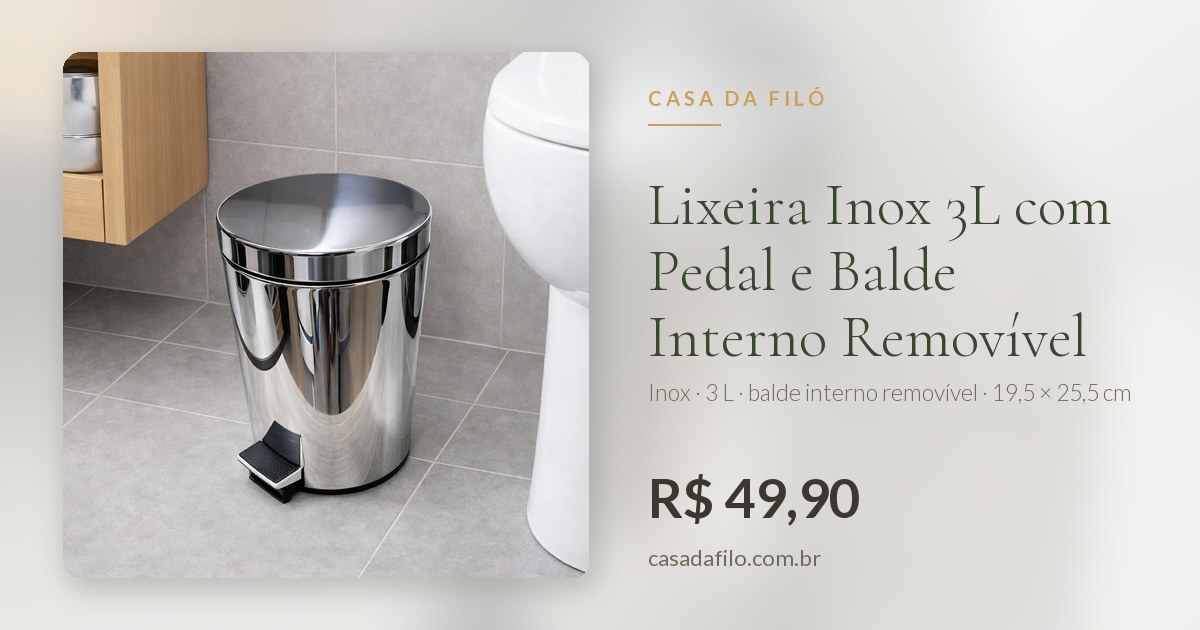 CASA DA FILÓ
Lixeira Inox 3L com
Pedal e Balde
Interno Removível
Inox · 3 L · balde interno removível · 19,5 × 25,5 cm
R$ 49,90
casadafilo.com.br